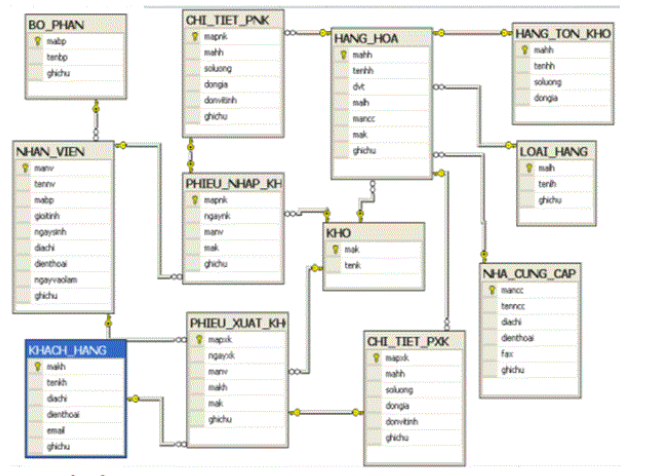 BO_PHAN
mabp
tenbp
ghichu
CHI_TIET_PNK
mapnk
mahh
soluong
dongia
donvitinh
ghichu
HANG_HOA
mahh
tenhh
dvt
malh
mancc
mak
ghichu
HANG_TON_KHO
mahh
tenhh
soluong
dongia
NHAN_VIEN
manv
tennv
mabp
gioitinh
ngaysinh
diachi
dienthoai
ngayvaolam
ghichu
PHIEU_NHAP_KH
mapnk
ngaynk
manv
mak
ghichu
LOAI_HANG
malh
tenlh
ghichu
KHO
mak
tenk
NHA_CUNG_CAP
mancc
tenncc
diachi
dienthoai
fax
ghichu
KHACH_HANG
makh
tenkh
diachi
dienthoai
email
ghichu
PHIEU_XUAT_KH
mapxk
ngayxk
manv
makh
mak
ghichu
CHI_TIET_PXK
mapxk
mahh
soluong
dongia
donvitinh
ghichu